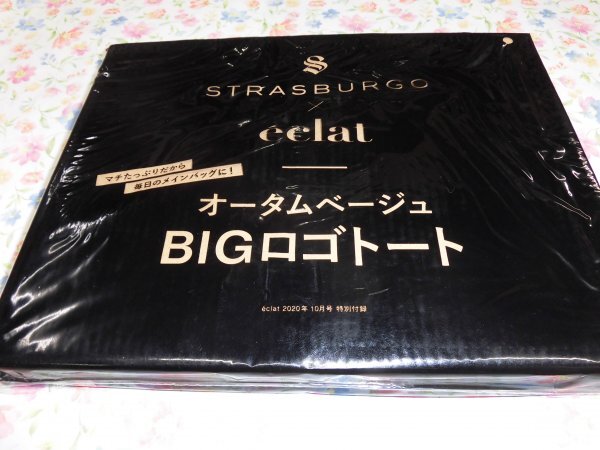 S
STRASBURGO
×
éclat
マチたっぷりだから
毎日のメインバッグに!
オータムベージュ
BIGロゴトート
éclat 2020年 10月号 特別付録